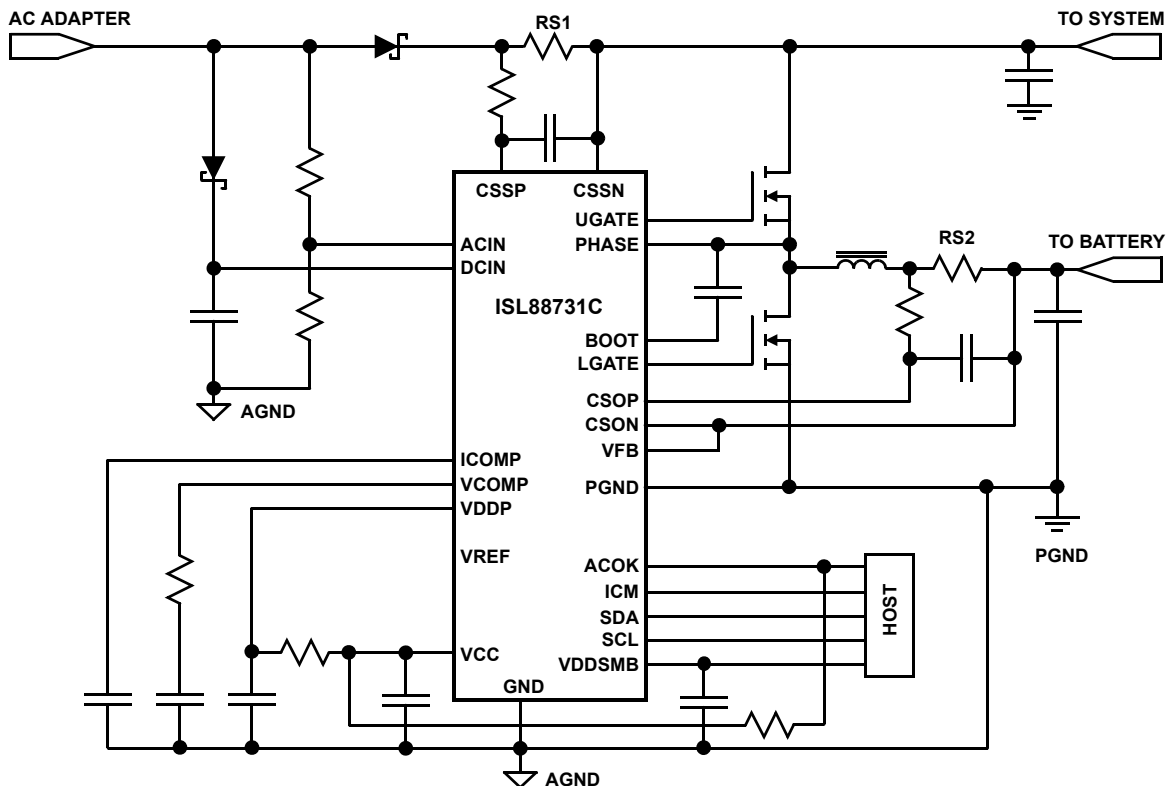 AC ADAPTER
RS1
TO SYSTEM
CSSP
CSSN
UGATE
PHASE
ACIN
DCIN
RS2
TO BATTERY
ISL88731C
BOOT
LGATE
AGND
CSOP
CSON
VFB
ICOMP
VCOMP
VDDP
PGND
VREF
PGND
ACOK
ICM
SDA
SCL
VDDSMB
HOST
VCC
GND
AGND